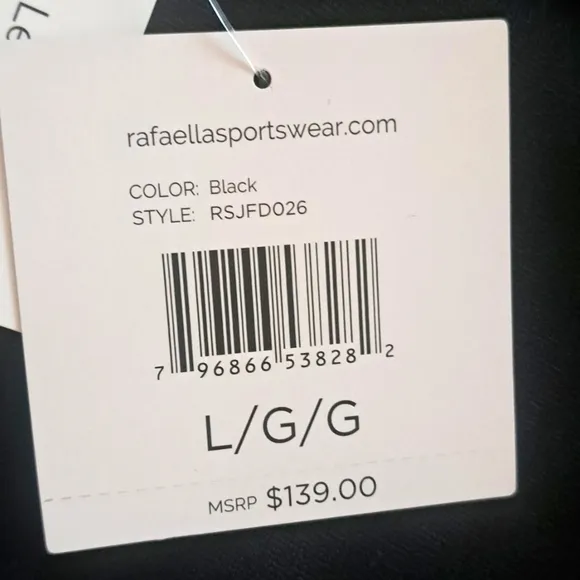 rafaellasportswear.com
COLOR: Black
STYLE: RSJFD026
7 96866 53828 2
L/G/G
MSRP $139.00